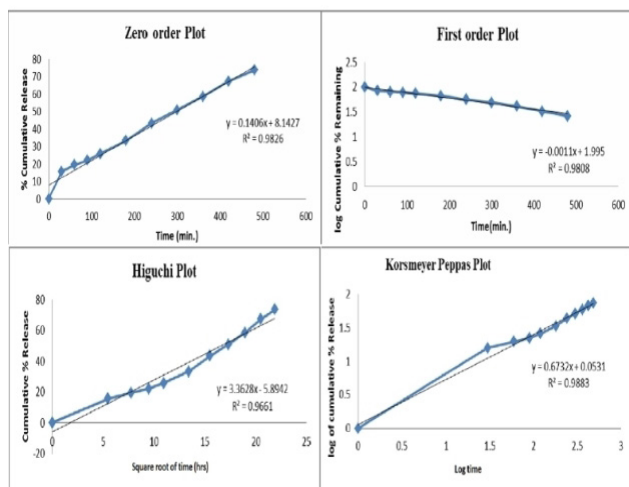 Zero order Plot
% Cumulative Release
80
70
60
50
40
30
20
10
0
y = 0.1406x + 8.1427
R² = 0.9826
0 100 200 300 400 500 600
Time (min.)
First order Plot
log Cumulative % Remaining
2.5
2
1.5
1
0.5
0
y = -0.0011x + 1.995
R² = 0.9808
0 100 200 300 400 500 600
Time(min.)
Higuchi Plot
Cumulative % Release
80
60
40
20
0
-20
y = 3.3628x - 5.8942
R² = 0.9661
0 5 10 15 20 25
Square root of time (hrs)
Korsmeyer Peppas Plot
log of cumulative % Release
2
1.5
1
0.5
0
y = 0.6732x + 0.0531
R² = 0.9883
0 0.5 1 1.5 2 2.5 3
Log time